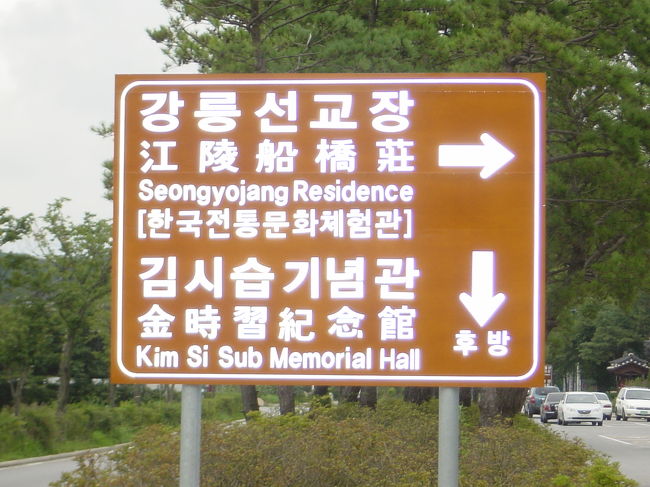 강릉선교장
江陵船橋莊
Seongyojang Residence
[한국전통문화체험관]
김시습기념관
金時習紀念館
Kim Si Sub Memorial Hall
후방